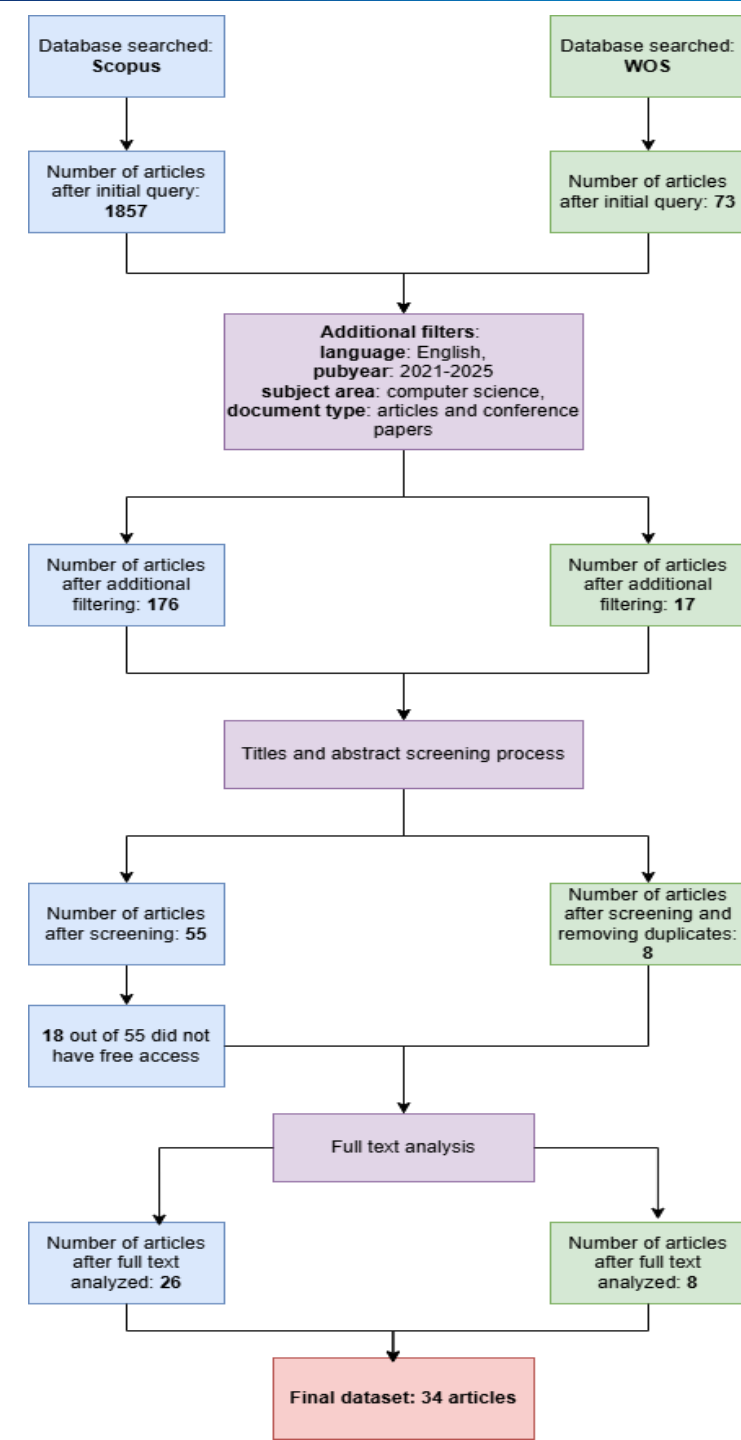 Database searched:
Scopus
Database searched:
WOS
Number of articles
after initial query:
1857
Number of articles
after initial query: 73
Additional filters:
language: English,
pubyear: 2021-2025
subject area: computer science,
document type: articles and conference
papers
Number of articles
after additional
filtering: 176
Number of articles
after additional
filtering: 17
Titles and abstract screening process
Number of articles
after screening: 55
Number of articles
after screening and
removing duplicates:
8
18 out of 55 did not
have free access
Full text analysis
Number of articles
after full text
analyzed: 26
Number of articles
after full text
analyzed: 8
Final dataset: 34 articles